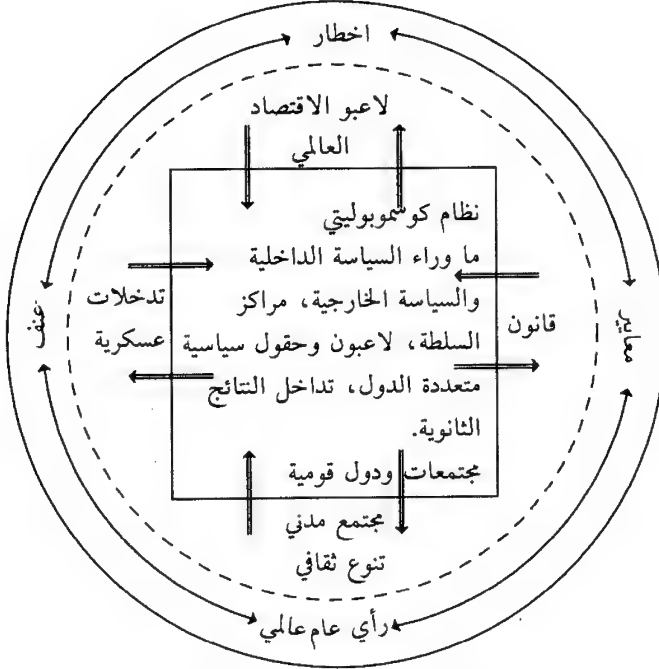 اخطار
لاعبو الاقتصاد
العالمي
نظام كوسموبوليتي
ما وراء السياسة الداخلية
والسياسة الخارجية، مراكز
السلطة، لاعبون وحقول سياسية
متعددة الدول، تداخل النتائج
الثانوية.
مجتمعات ودول قومية
معايير
قانون
تدخلات
عسكرية
عنف
مجتمع مدني
تنوع ثقافي
رأي عام عالمي